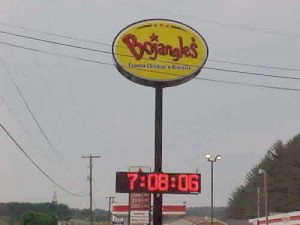 Bojangles'
Famous Chicken 'n Biscuits
7:08:06